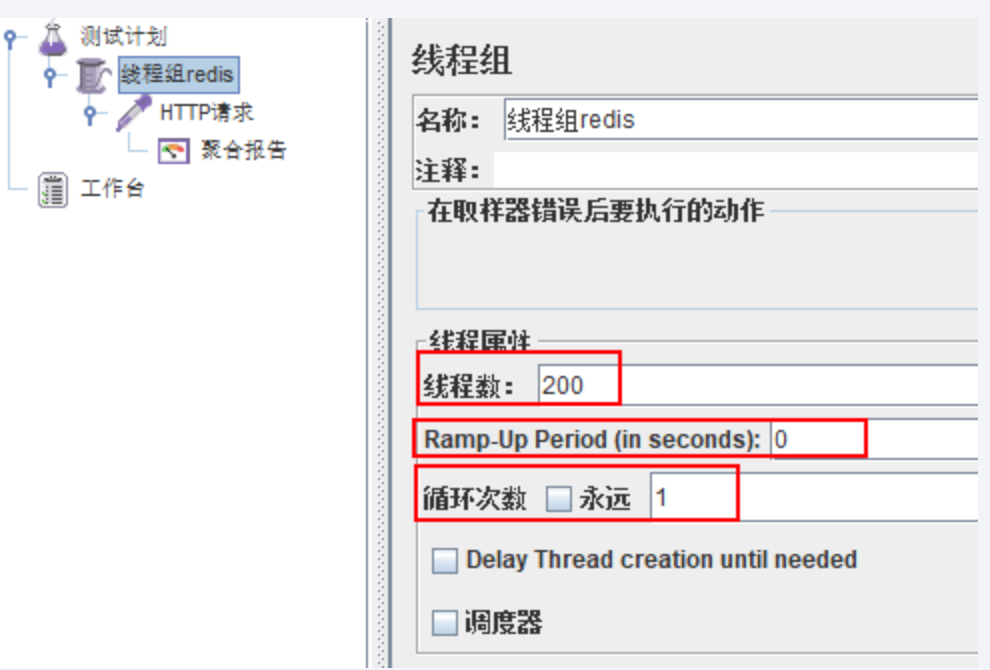 测试计划
线程组redis
HTTP请求
聚合报告
工作台
线程组
名称： 线程组redis
注释：
在取样器错误后要执行的动作
线程属性
线程数： 200
Ramp-Up Period (in seconds): 0
循环次数 永远 1
Delay Thread creation until needed
调度器